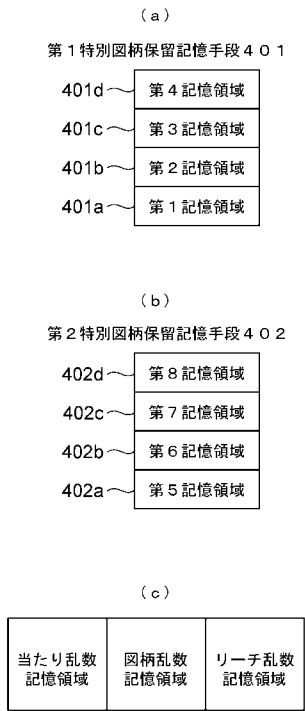 (a)
第1特別図柄保留記憶手段401
401d 第4記憶領域
401c 第3記憶領域
401b 第2記憶領域
401a 第1記憶領域
(b)
第2特別図柄保留記憶手段402
402d 第8記憶領域
402c 第7記憶領域
402b 第6記憶領域
402a 第5記憶領域
(c)
当たり乱数
記憶領域
図柄乱数
記憶領域
リーチ乱数
記憶領域